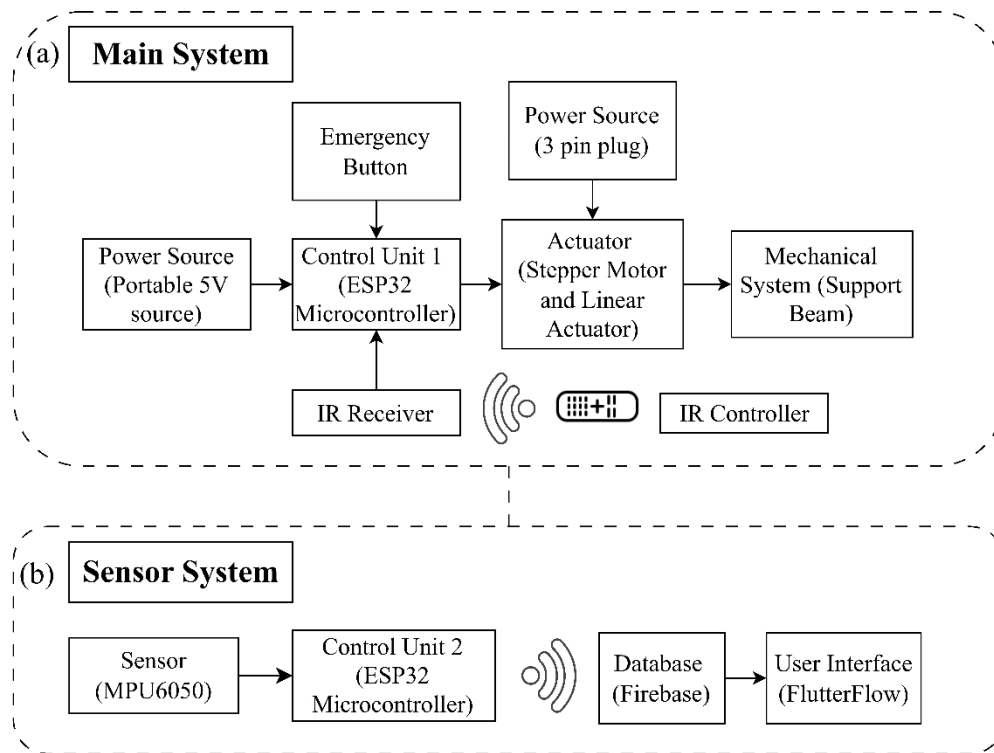 (a)
Main System
Emergency
Button
Power Source
(3 pin plug)
Power Source
(Portable 5V
source)
Control Unit 1
(ESP32
Microcontroller)
Actuator
(Stepper Motor
and Linear
Actuator)
Mechanical
System (Support
Beam)
IR Receiver
IR Controller
(b)
Sensor System
Sensor
(MPU6050)
Control Unit 2
(ESP32
Microcontroller)
Database
(Firebase)
User Interface
(FlutterFlow)